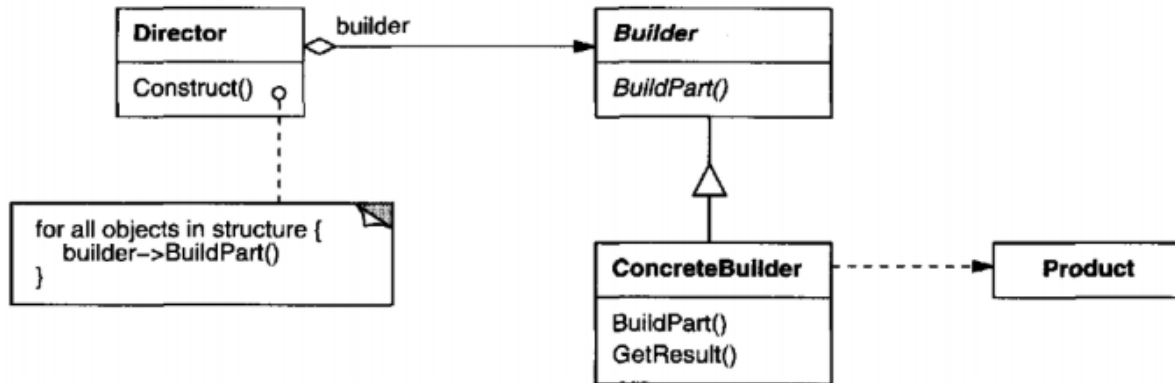 Director
builder
Builder
Construct()
BuildPart()
for all objects in structure {
builder->BuildPart()
}
ConcreteBuilder
Product
BuildPart()
GetResult()